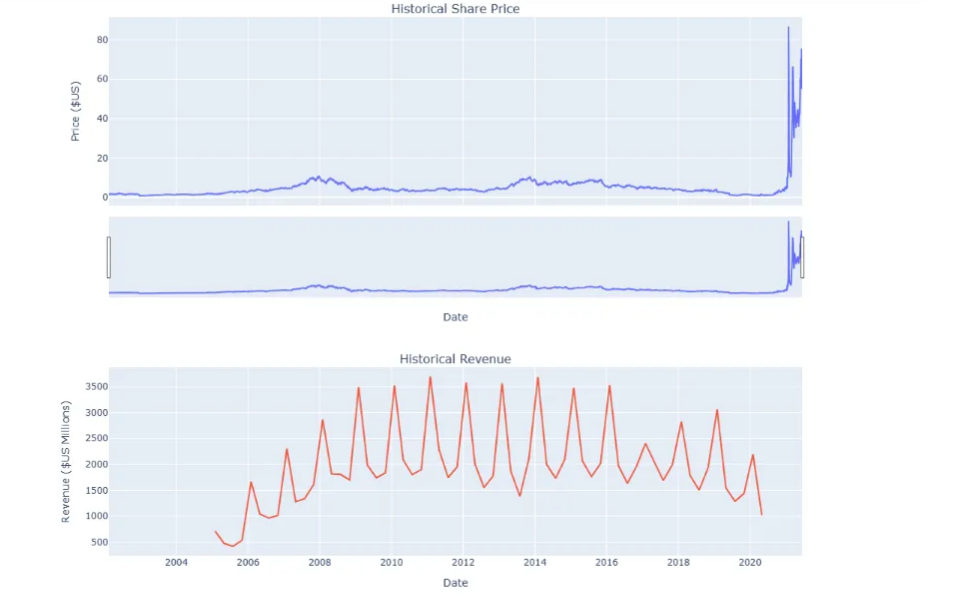 Historical Share Price
Price ($US)
80
60
40
20
0
Date
Historical Revenue
Revenue ($US Millions)
3500
3000
2500
2000
1500
1000
500
2004 2006 2008 2010 2012 2014 2016 2018 2020
Date